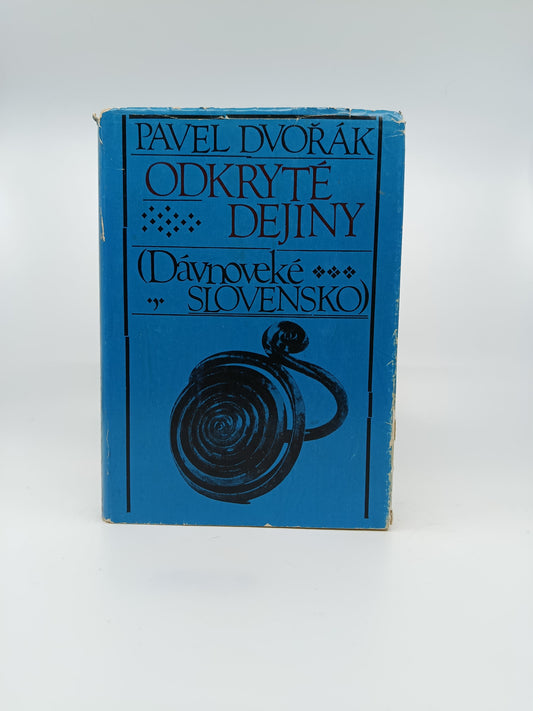 PAVEL DVOŘÁK
ODKRYTÉ
DEJINY
(Dávnoveké
SLOVENSKO)